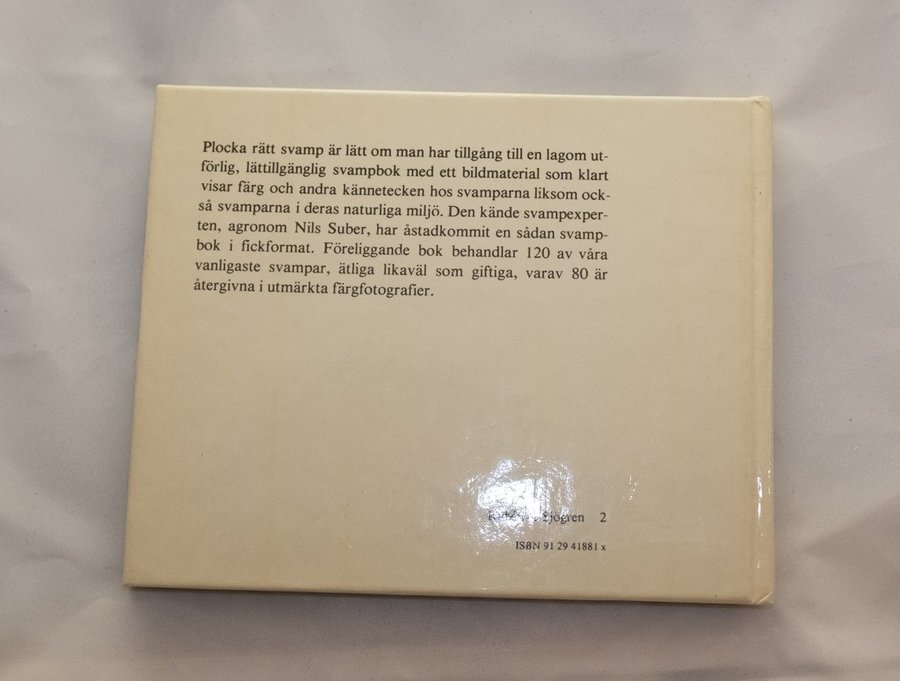 Plocka rätt svamp är lätt om man har tillgång till en lagom ut-
förlig, lättillgänglig svampbok med ett bildmaterial som klart
visar färg och andra kännetecken hos svamparna liksom ock-
så svamparna i deras naturliga miljö. Den kände svampexper-
ten, agronom Nils Suber, har åstadkommit en sådan svamp-
bok i fickformat. Föreliggande bok behandlar 120 av våra
vanligaste svampar, ätliga likaväl som giftiga, varav 80 är
återgivna i utmärkta färgfotografier.
Sjögren 2
ISBN 91 29 41881 x